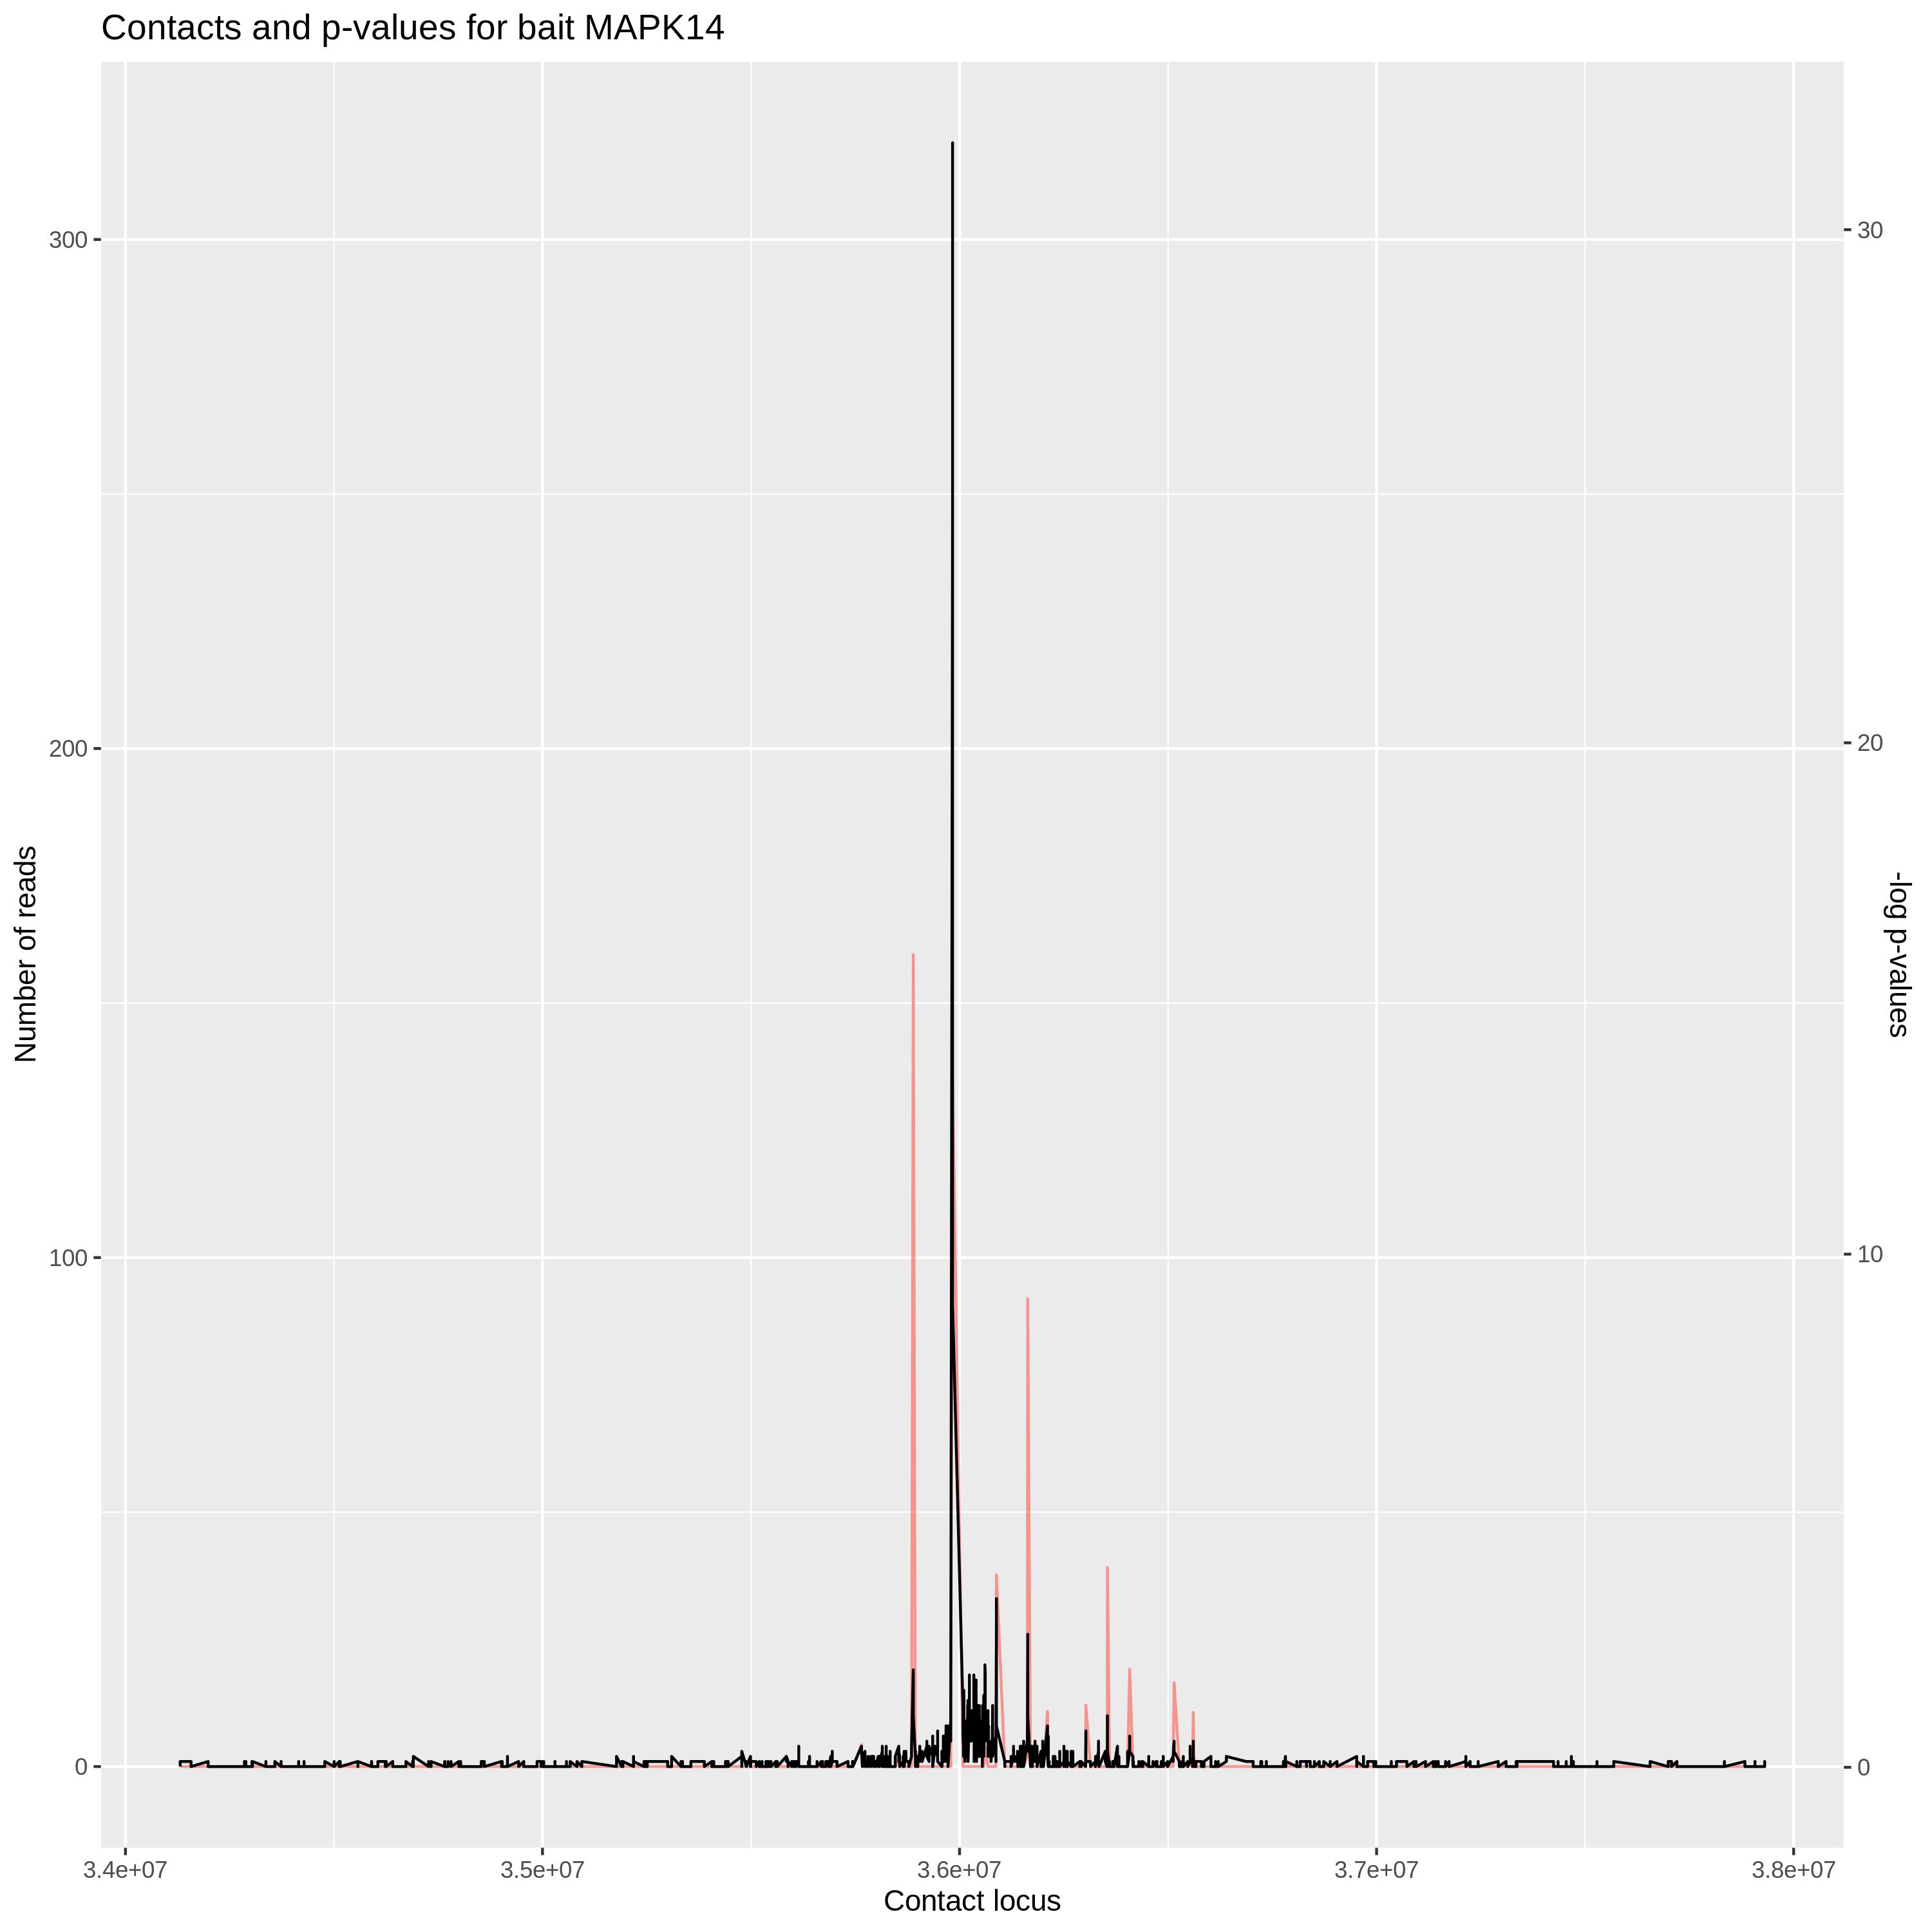 Contacts and p-values for bait MAPK14
Number of reads
300
200
100
0
30
20
10
0
-log p-values
3.4e+07 3.5e+07 3.6e+07 3.7e+07 3.8e+07
Contact locus